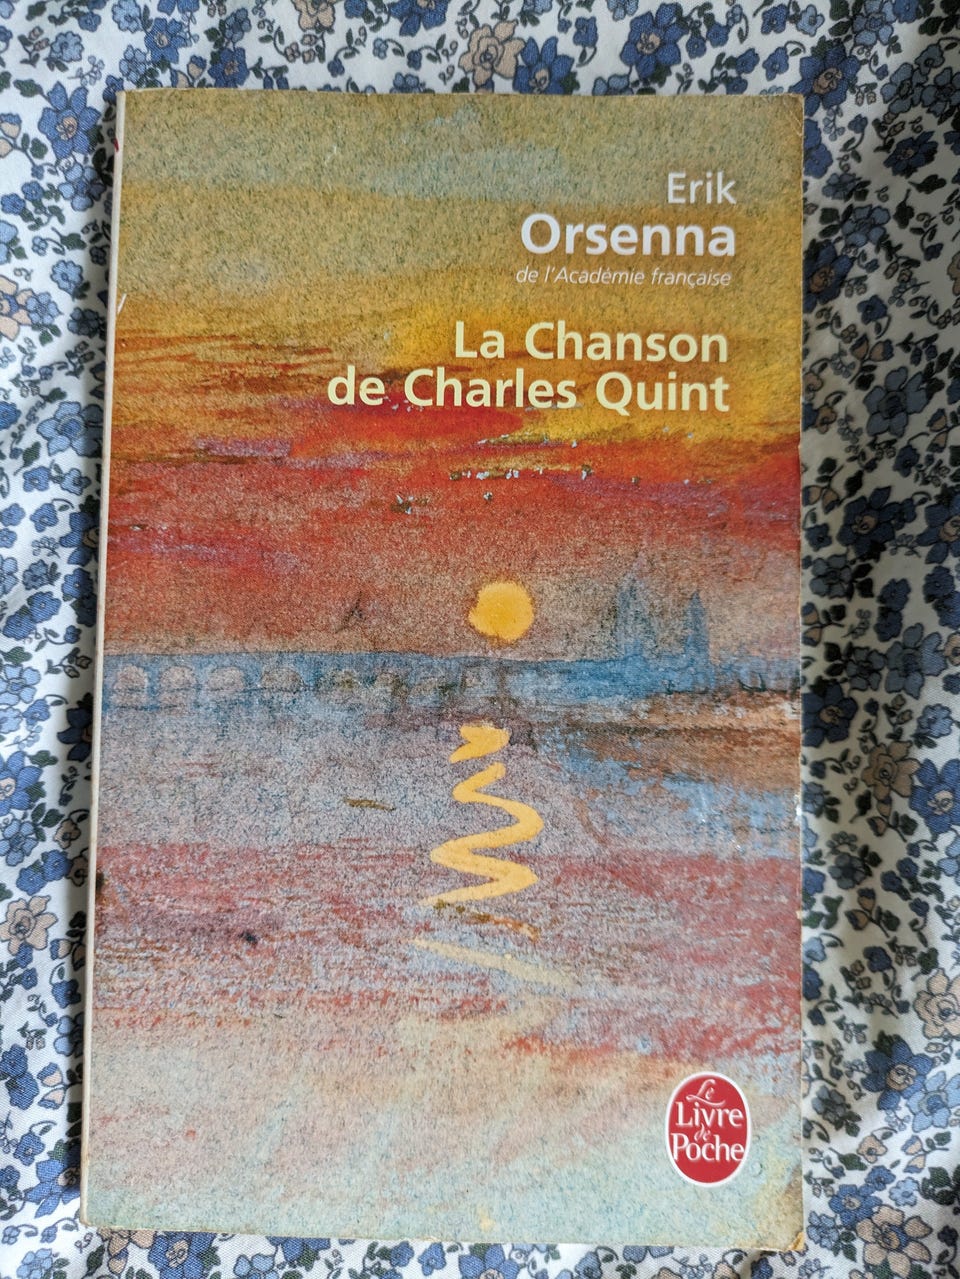 Erik
Orsenna
de l'Académie française
La Chanson
de Charles Quint
Le
Livre
de
Poche